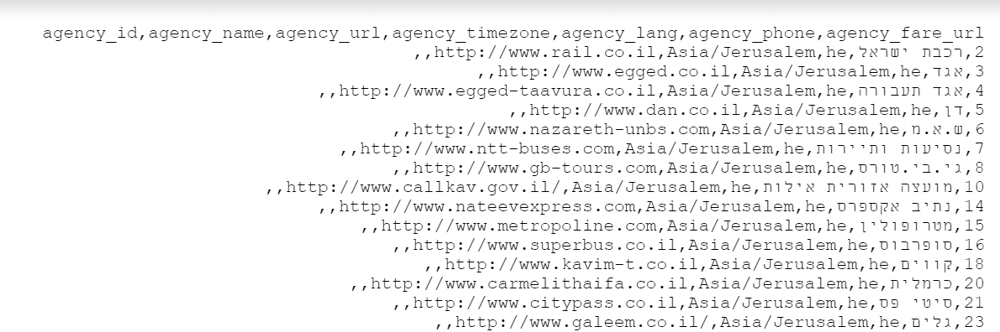 agency_id,agency_name,agency_url,agency_timezone,agency_lang,agency_phone,agency_fare_url
2,רכבת ישראל,http://www.rail.co.il,Asia/Jerusalem,he,,
3,אגד,http://www.egged.co.il,Asia/Jerusalem,he,,
4,אגד תעבורה,http://www.egged-taavura.co.il,Asia/Jerusalem,he,,
5,דן,http://www.dan.co.il,Asia/Jerusalem,he,,
6,ש.א.מ,http://www.nazareth-unbs.com,Asia/Jerusalem,he,,
7,נסיעות ותיירות,http://www.ntt-buses.com,Asia/Jerusalem,he,,
8,גי.בי.טורס,http://www.gb-tours.com,Asia/Jerusalem,he,,
10,מועצה אזורית אילות,http://www.callkav.gov.il/,Asia/Jerusalem,he,,
14,נתיב אקספרס,http://www.nateevexpress.com,Asia/Jerusalem,he,,
15,מטרופולין,http://www.metropoline.com,Asia/Jerusalem,he,,
16,סופרבוס,http://www.superbus.co.il,Asia/Jerusalem,he,,
18,קווים,http://www.kavim-t.co.il,Asia/Jerusalem,he,,
20,כרמלית,http://www.carmelithaifa.co.il,Asia/Jerusalem,he,,
21,סיטי פס,http://www.citypass.co.il,Asia/Jerusalem,he,,
23,גלים,http://www.galeem.co.il/,Asia/Jerusalem,he,,